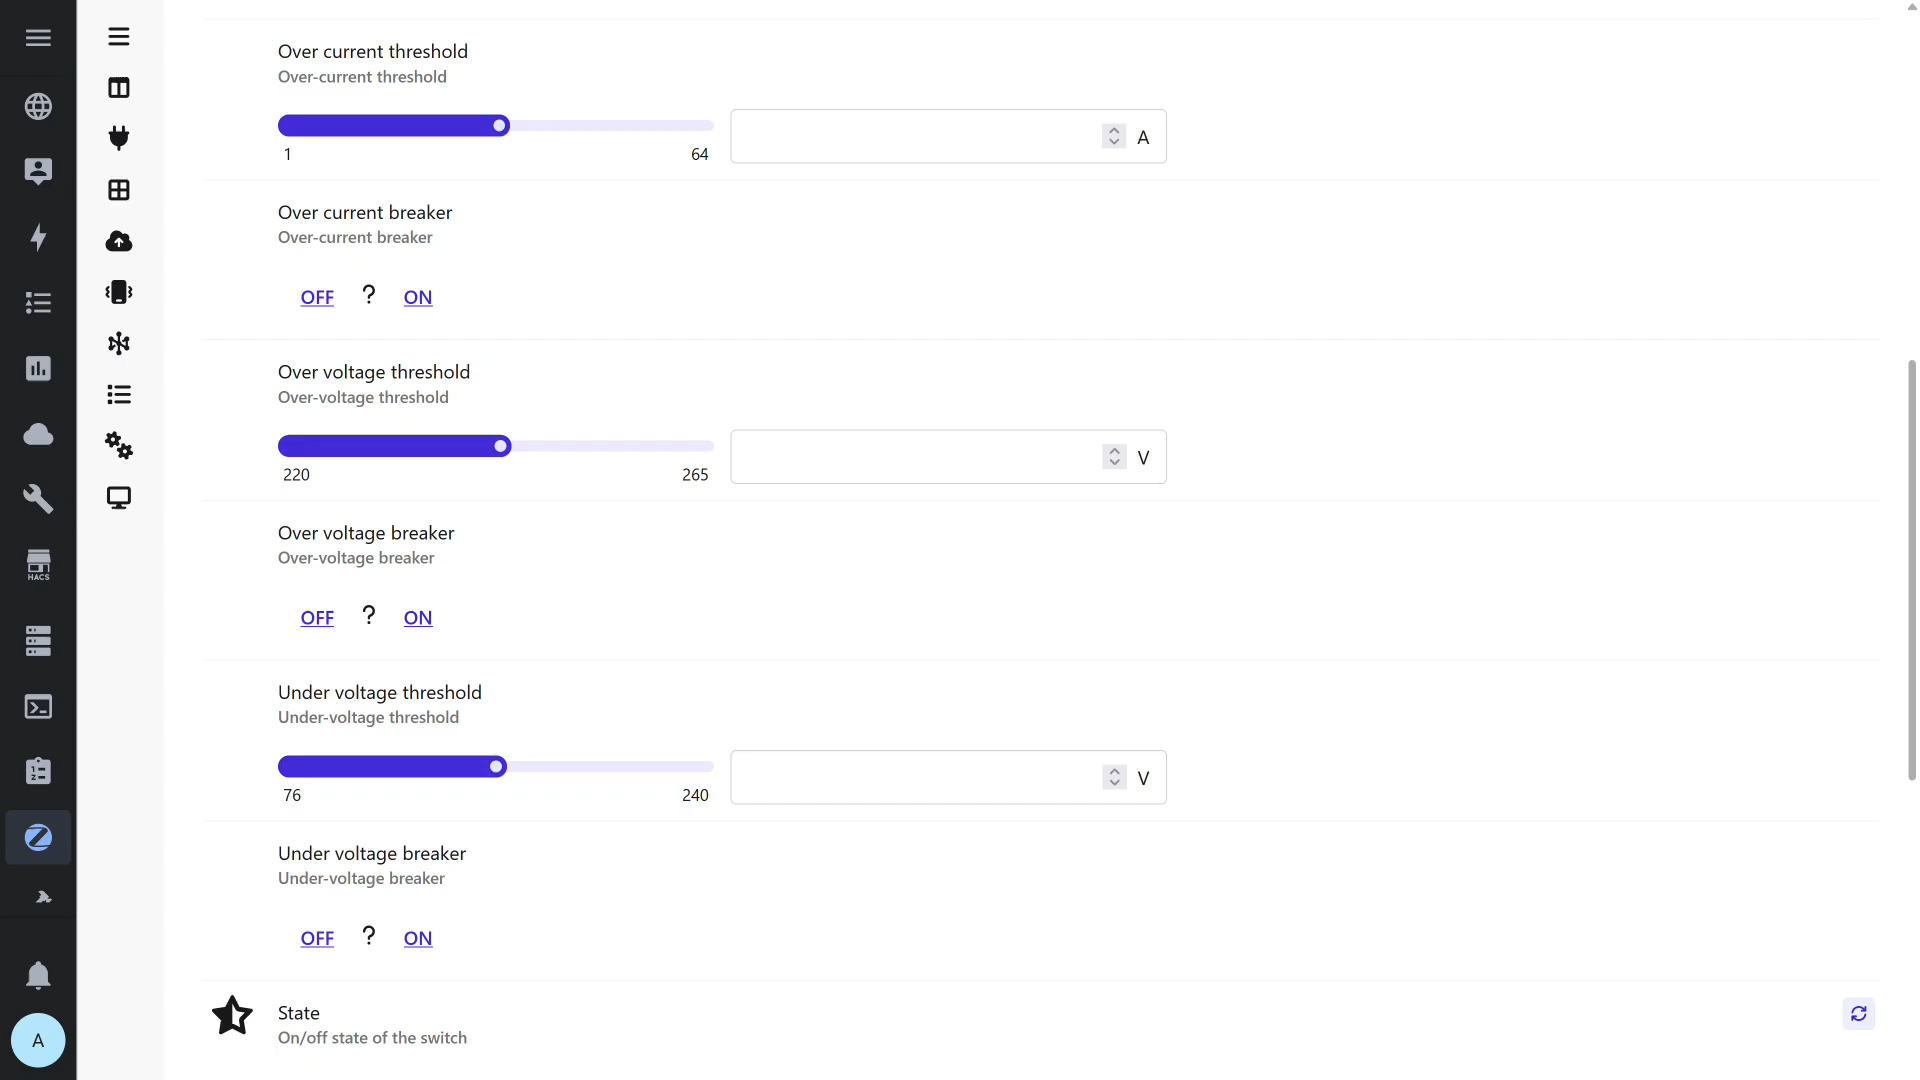 Over current threshold
Over-current threshold
1
64
A
Over current breaker
Over-current breaker
OFF
?
ON
Over voltage threshold
Over-voltage threshold
220
265
V
Over voltage breaker
Over-voltage breaker
OFF
?
ON
Under voltage threshold
Under-voltage threshold
76
240
V
Under voltage breaker
Under-voltage breaker
OFF
?
ON
State
On/off state of the switch
HACS
A